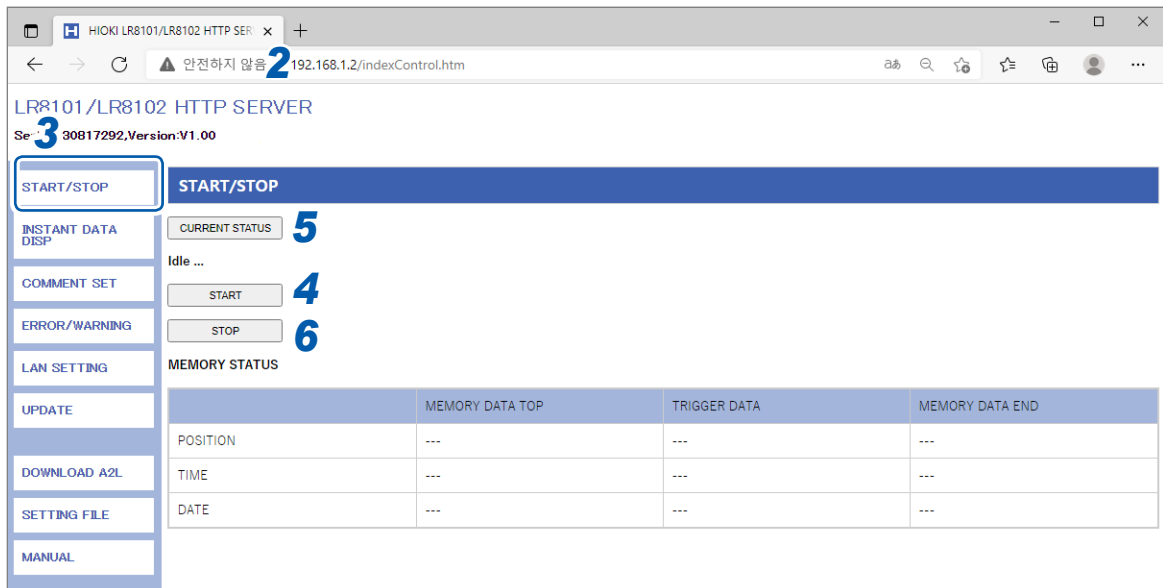 HIOKI LR8101/LR8102 HTTP SER
안전하지 않음 2 192.168.1.2/indexControl.htm
LR8101/LR8102 HTTP SERVER
3 30817292,Version:V1.00
START/STOP
INSTANT DATA
DISP
COMMENT SET
ERROR/WARNING
LAN SETTING
UPDATE
DOWNLOAD A2L
SETTING FILE
MANUAL
START/STOP
CURRENT STATUS 5
Idle ...
START 4
STOP 6
MEMORY STATUS
MEMORY DATA TOP TRIGGER DATA MEMORY DATA END
POSITION --- --- ---
TIME --- --- ---
DATE --- --- ---